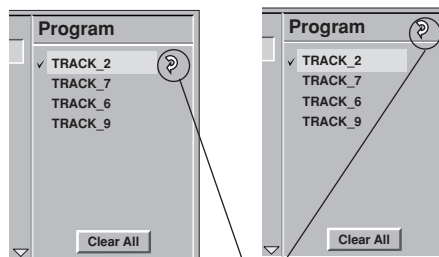 Program
✓ TRACK_2
TRACK_7
TRACK_6
TRACK_9
Clear All
Program
✓ TRACK_2
TRACK_7
TRACK_6
TRACK_9
Clear All